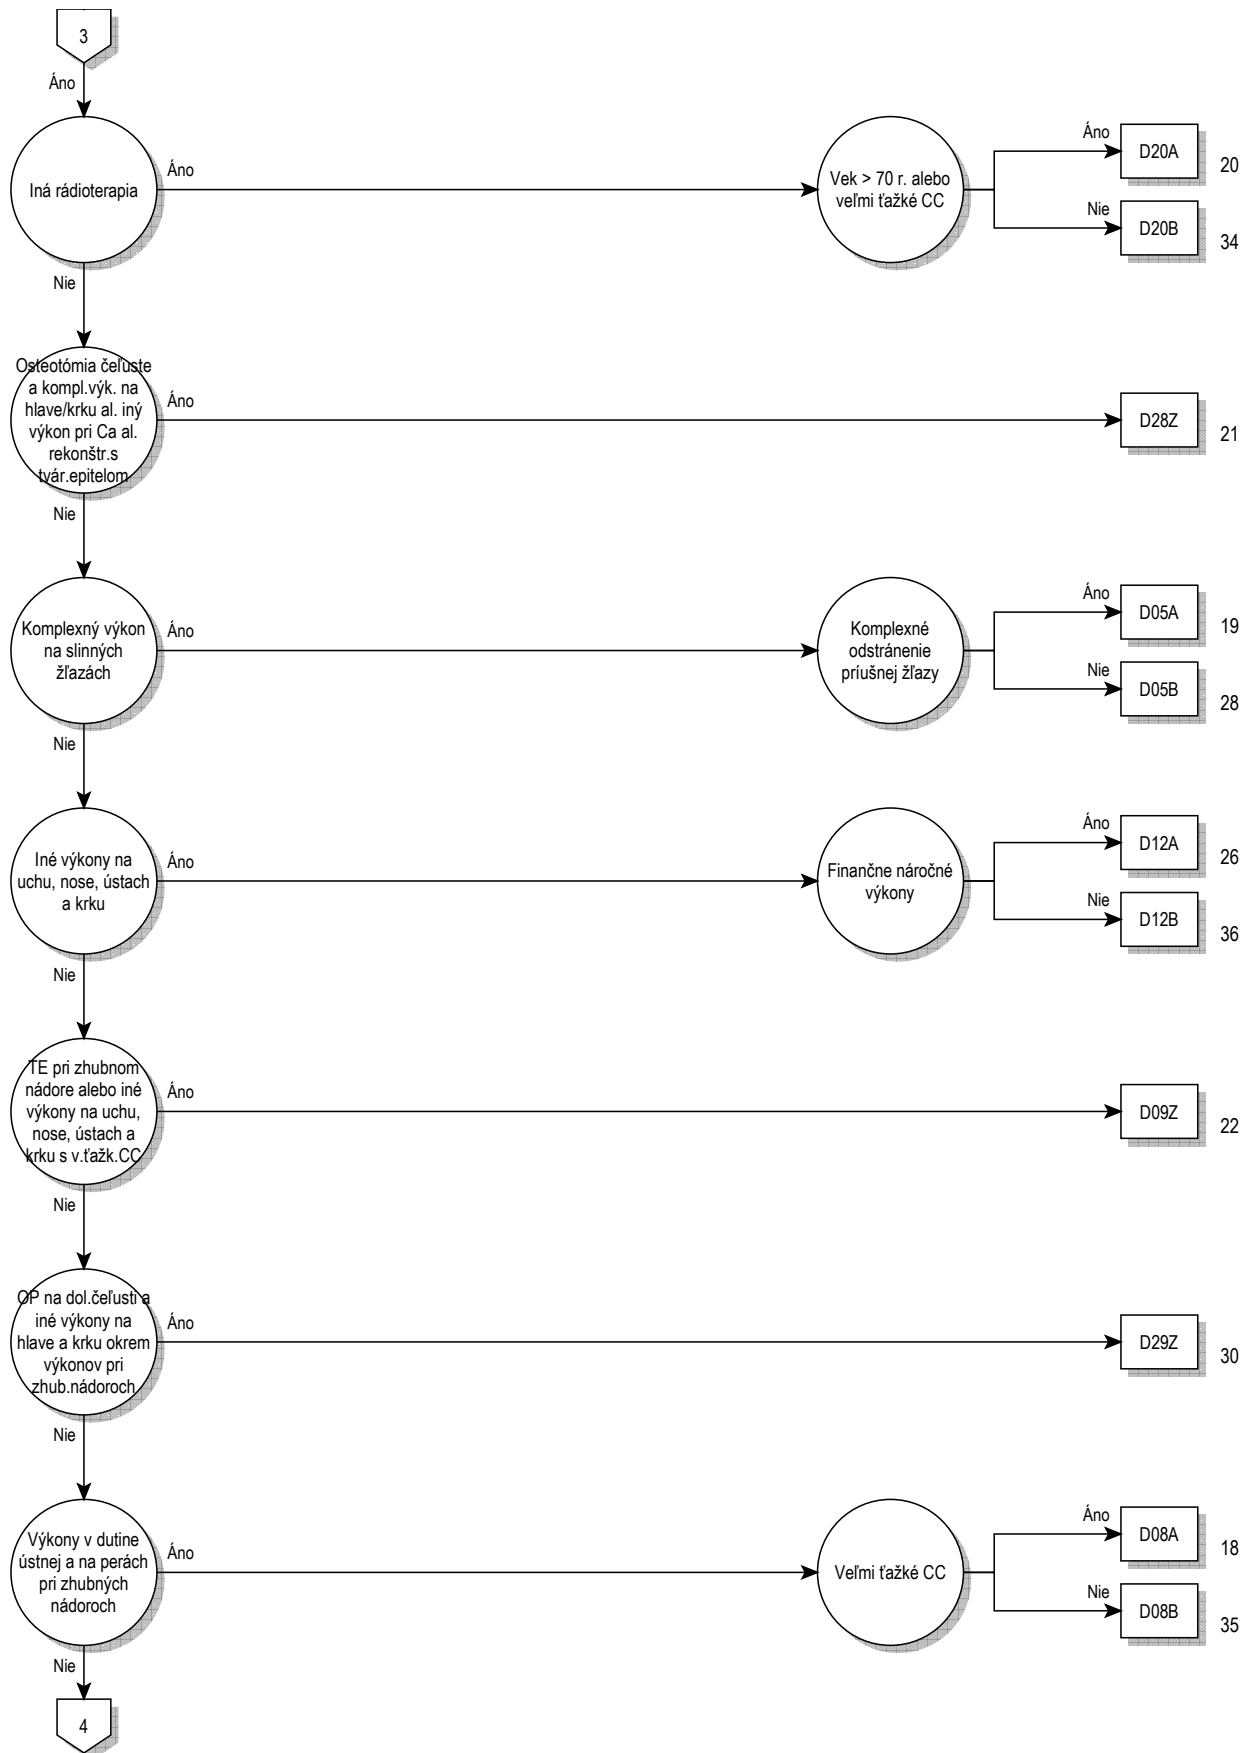 3
Áno
Iná rádioterapia
Áno
Vek > 70 r. alebo
veľmi ťažké CC
Áno
D20A
20
Nie
D20B
34
Nie
Osteotómia čeľuste
a kompl.výk. na
hlave/krku al. iný
výkon pri Ca al.
rekonštr.s
tvár.epitelom
Áno
D28Z
21
Nie
Komplexný výkon
na slinných
žľazách
Áno
Komplexné
odstránenie
príušnej žľazy
Áno
D05A
19
Nie
D05B
28
Nie
Iné výkony na
uchu, nose, ústach
a krku
Áno
Finančne náročné
výkony
Áno
D12A
26
Nie
D12B
36
Nie
TE pri zhubnom
nádore alebo iné
výkony na uchu,
nose, ústach a
krku s v.ťažk.CC
Áno
D09Z
22
Nie
OP na dol.čeľusti a
iné výkony na
hlave a krku okrem
výkonov pri
zhub.nádoroch
Áno
D29Z
30
Nie
Výkony v dutine
ústnej a na perách
pri zhubných
nádoroch
Áno
Veľmi ťažké CC
Áno
D08A
18
Nie
D08B
35
Nie
4